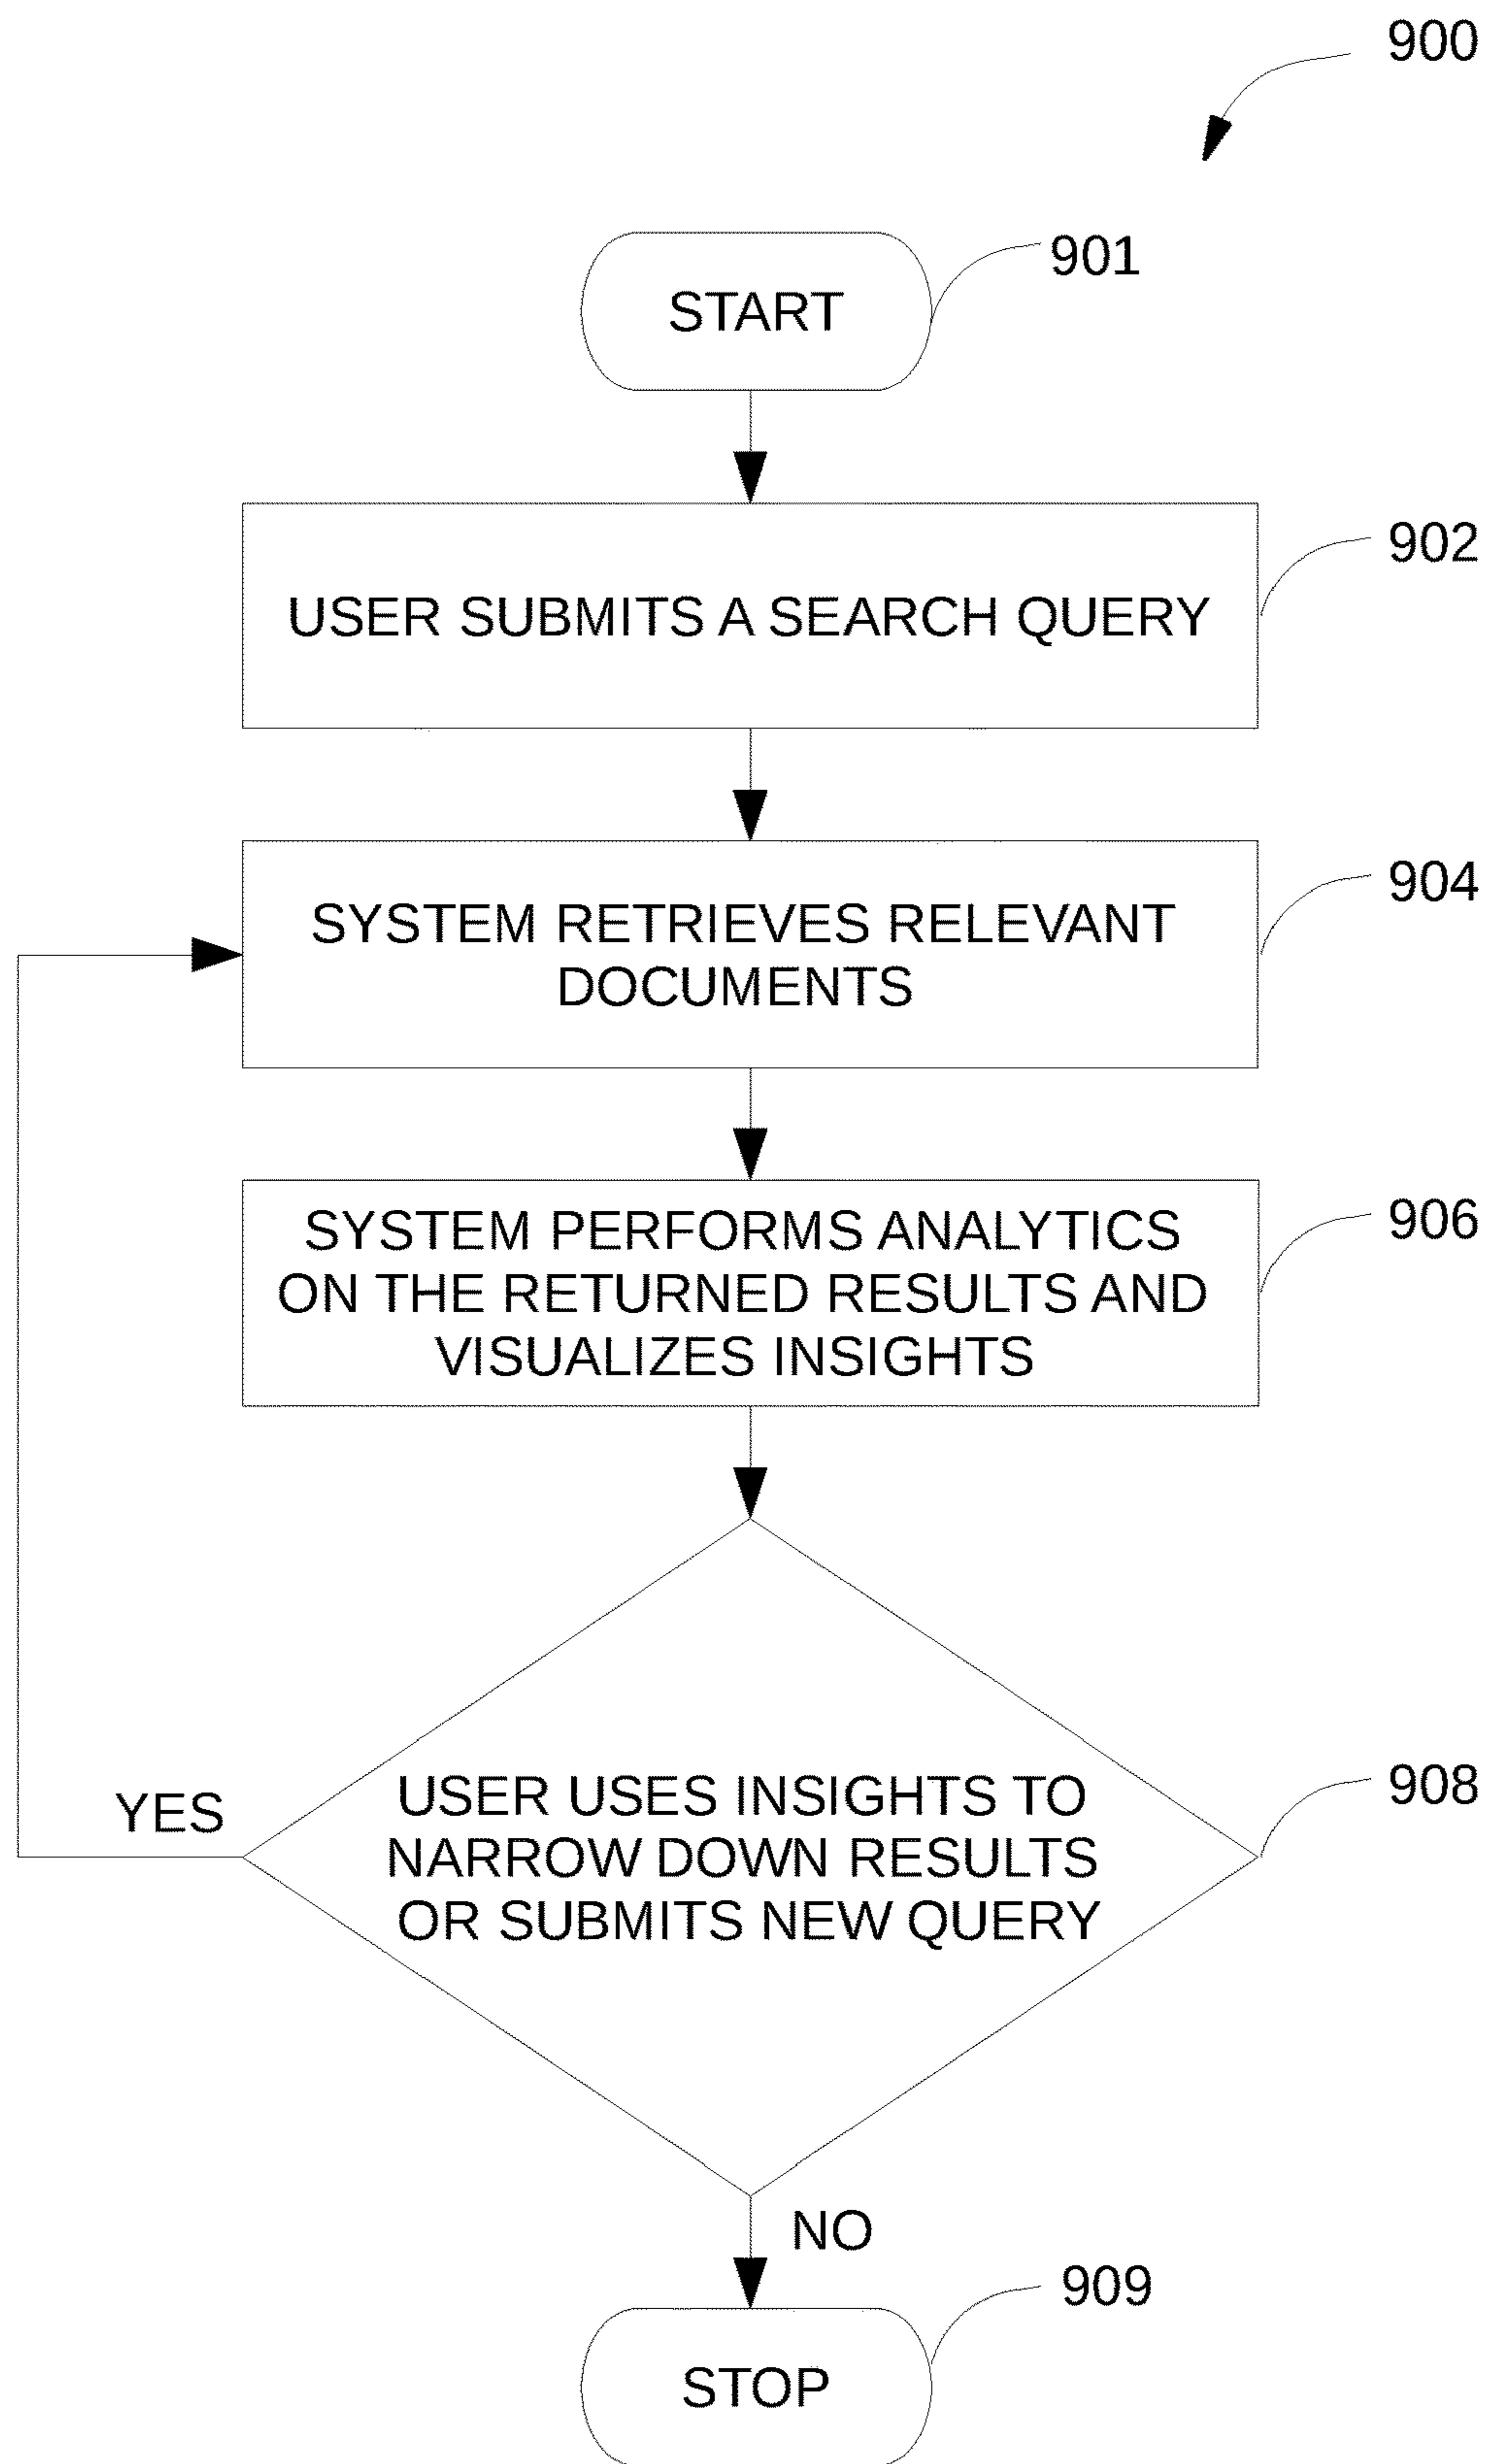 900
START
901
USER SUBMITS A SEARCH QUERY
902
SYSTEM RETRIEVES RELEVANT
DOCUMENTS
904
SYSTEM PERFORMS ANALYTICS
ON THE RETURNED RESULTS AND
VISUALIZES INSIGHTS
906
USER USES INSIGHTS TO
NARROW DOWN RESULTS
OR SUBMITS NEW QUERY
908
YES
NO
909
STOP